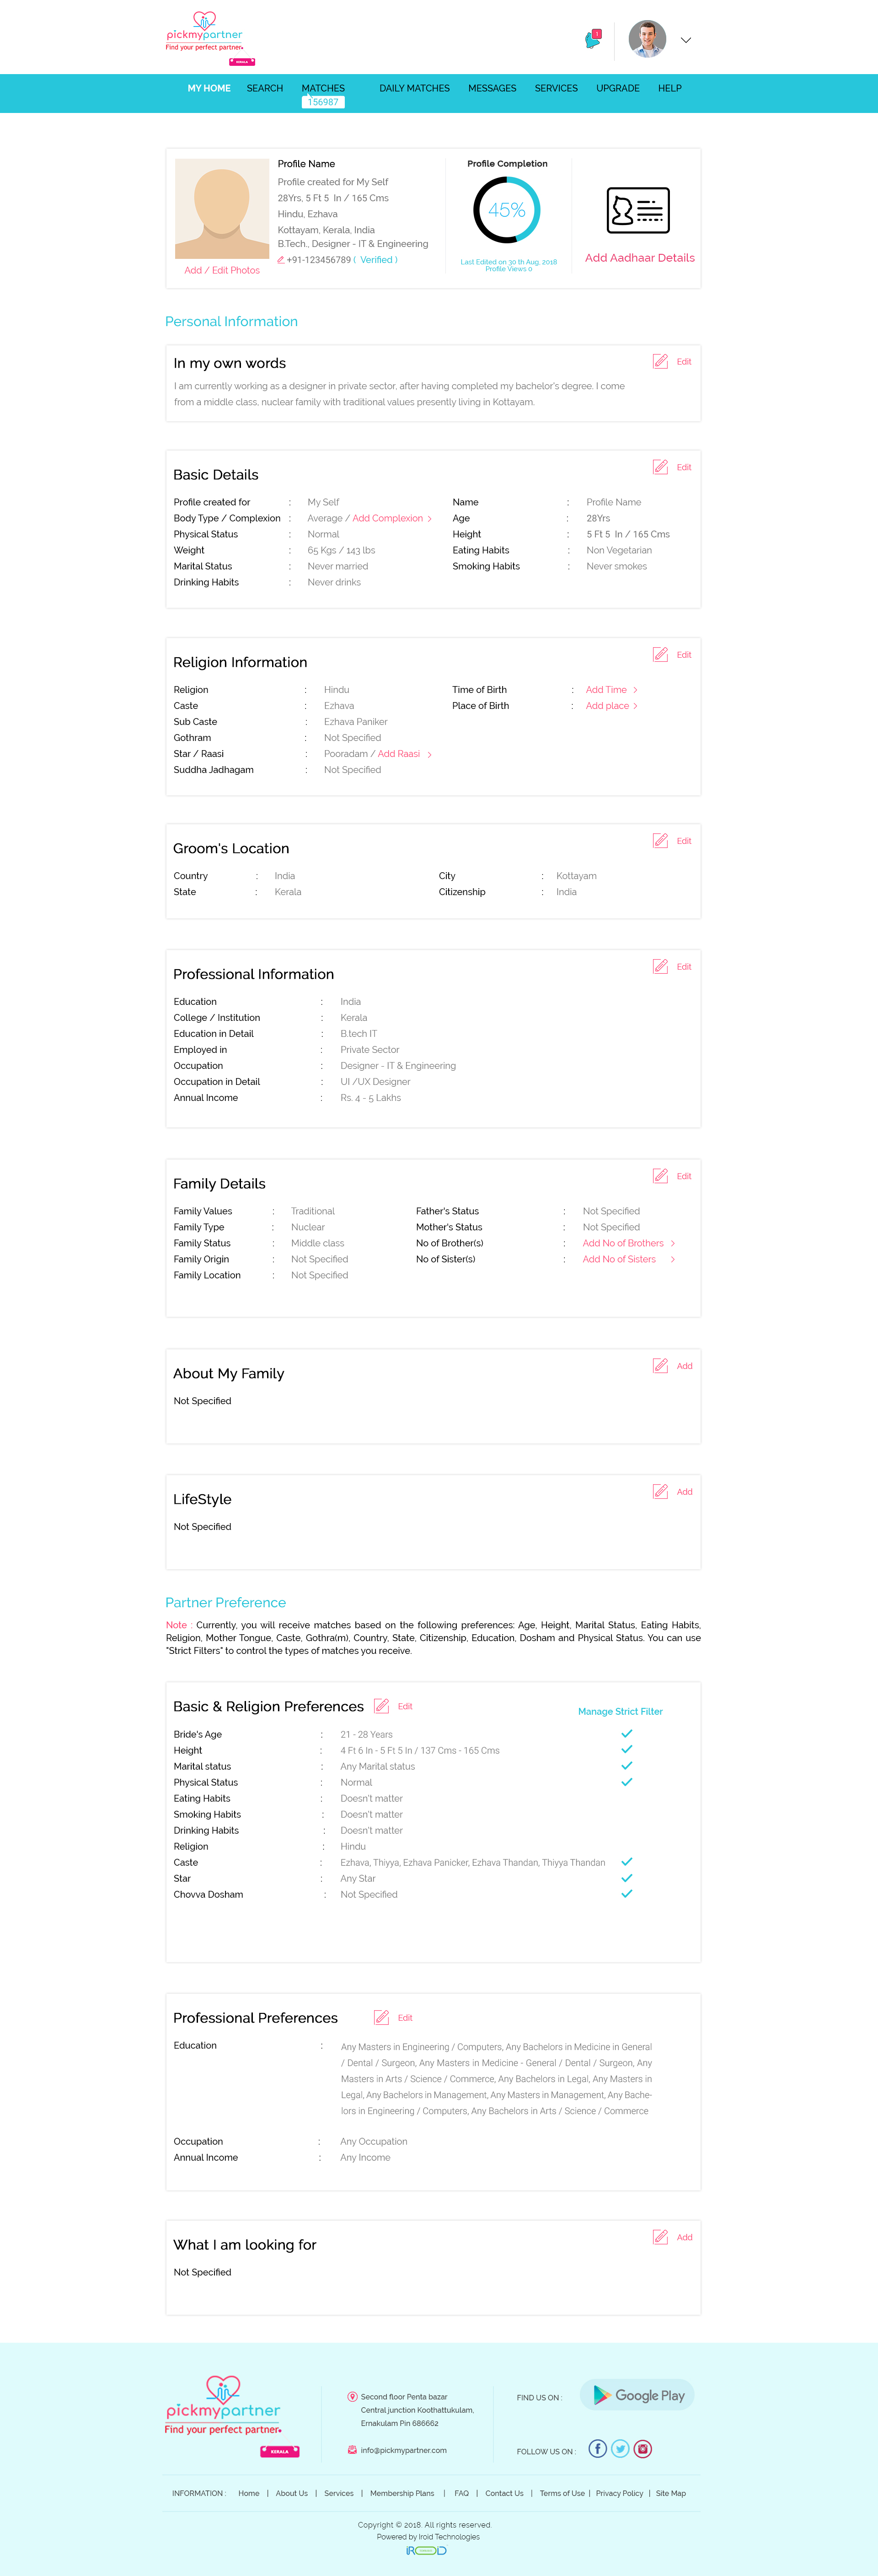 pickmypartner
Find your perfect partner.
KERALA
1
MY HOME SEARCH MATCHES DAILY MATCHES MESSAGES SERVICES UPGRADE HELP
156987
Profile Name
Profile created for My Self
28Yrs, 5 Ft 5 In / 165 Cms
Hindu, Ezhava
Kottayam, Kerala, India
B.Tech., Designer - IT & Engineering
+91-123456789 ( Verified )
Add / Edit Photos
Profile Completion
45%
Last Edited on 30 th Aug, 2018
Profile Views 0
Add Aadhaar Details
Personal Information
In my own words Edit
I am currently working as a designer in private sector, after having completed my bachelor's degree. I come
from a middle class, nuclear family with traditional values presently living in Kottayam.
Basic Details Edit
Profile created for : My Self Name : Profile Name
Body Type / Complexion : Average / Add Complexion > Age : 28Yrs
Physical Status : Normal Height : 5 Ft 5 In / 165 Cms
Weight : 65 Kgs / 143 lbs Eating Habits : Non Vegetarian
Marital Status : Never married Smoking Habits : Never smokes
Drinking Habits : Never drinks
Religion Information Edit
Religion : Hindu Time of Birth : Add Time >
Caste : Ezhava Place of Birth : Add place >
Sub Caste : Ezhava Paniker
Gothram : Not Specified
Star / Raasi : Pooradam / Add Raasi >
Suddha Jadhagam : Not Specified
Groom's Location Edit
Country : India City : Kottayam
State : Kerala Citizenship : India
Professional Information Edit
Education : India
College / Institution : Kerala
Education in Detail : B.tech IT
Employed in : Private Sector
Occupation : Designer - IT & Engineering
Occupation in Detail : UI /UX Designer
Annual Income : Rs. 4 - 5 Lakhs
Family Details Edit
Family Values : Traditional Father's Status : Not Specified
Family Type : Nuclear Mother's Status : Not Specified
Family Status : Middle class No of Brother(s) : Add No of Brothers >
Family Origin : Not Specified No of Sister(s) : Add No of Sisters >
Family Location : Not Specified
About My Family Add
Not Specified
LifeStyle Add
Not Specified
Partner Preference
Note : Currently, you will receive matches based on the following preferences: Age, Height, Marital Status, Eating Habits,
Religion, Mother Tongue, Caste, Gothra(m), Country, State, Citizenship, Education, Dosham and Physical Status. You can use
"Strict Filters" to control the types of matches you receive.
Basic & Religion Preferences Edit
Manage Strict Filter
Bride's Age : 21 - 28 Years
Height : 4 Ft 6 In - 5 Ft 5 In / 137 Cms - 165 Cms
Marital status : Any Marital status
Physical Status : Normal
Eating Habits : Doesn't matter
Smoking Habits : Doesn't matter
Drinking Habits : Doesn't matter
Religion : Hindu
Caste : Ezhava, Thiyya, Ezhava Panicker, Ezhava Thandan, Thiyya Thandan
Star : Any Star
Chovva Dosham : Not Specified
Professional Preferences Edit
Education : Any Masters in Engineering / Computers, Any Bachelors in Medicine in General
/ Dental / Surgeon, Any Masters in Medicine - General / Dental / Surgeon, Any
Masters in Arts / Science / Commerce, Any Bachelors in Legal, Any Masters in
Legal, Any Bachelors in Management, Any Masters in Management, Any Bache-
lors in Engineering / Computers, Any Bachelors in Arts / Science / Commerce
Occupation : Any Occupation
Annual Income : Any Income
What I am looking for Add
Not Specified
pickmypartner
Find your perfect partner.
KERALA
Second floor Penta bazar
Central junction Koothattukulam,
Ernakulam Pin 686662
info@pickmypartner.com
FIND US ON :
Google Play
FOLLOW US ON :
INFORMATION : Home | About Us | Services | Membership Plans | FAQ | Contact Us | Terms of Use | Privacy Policy | Site Map
Copyright © 2018. All rights reserved.
Powered by Iroid Technologies